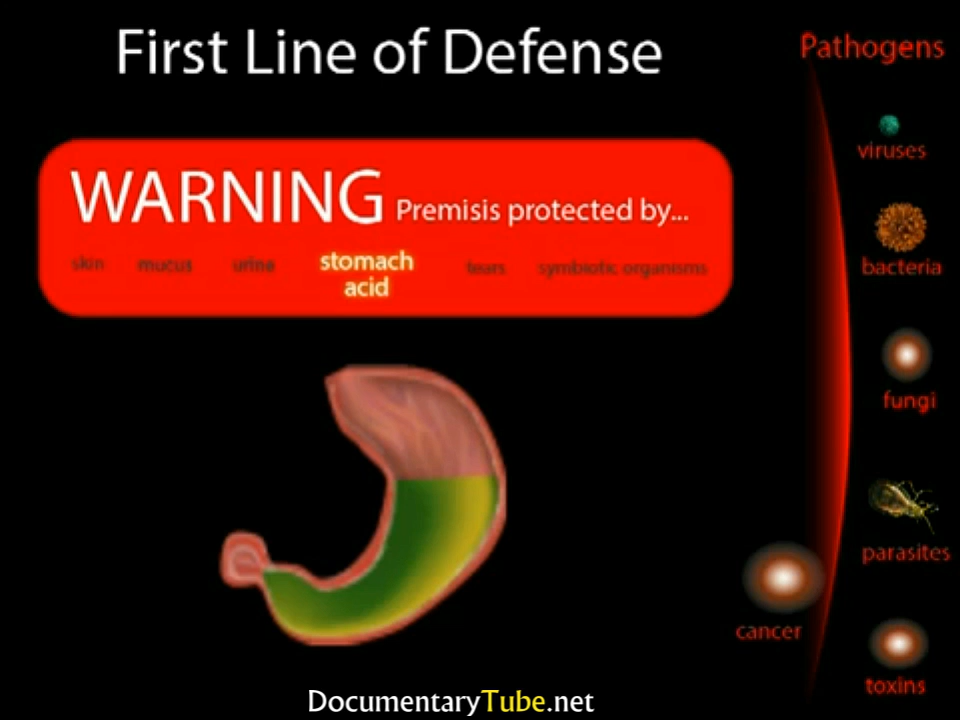 First Line of Defense
Pathogens
WARNING Premisis protected by...
skin mucus urine stomach acid tears symbiotic organisms
viruses
bacteria
fungi
parasites
cancer
toxins
DocumentaryTube.net